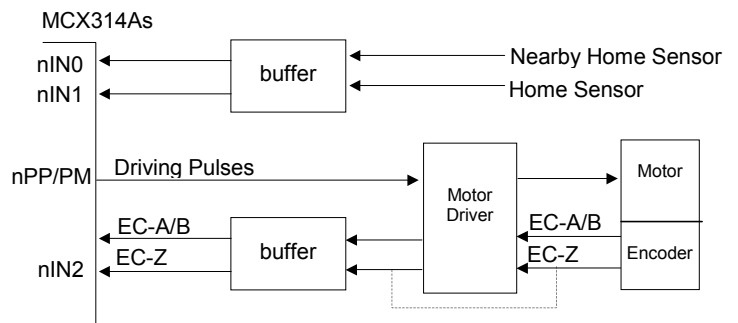 MCX314As
nIN0
nIN1
buffer
Nearby Home Sensor
Home Sensor
nPP/PM
Driving Pulses
Motor
Driver
Motor
EC-A/B
EC-Z
buffer
nIN2
EC-A/B
EC-Z
Encoder